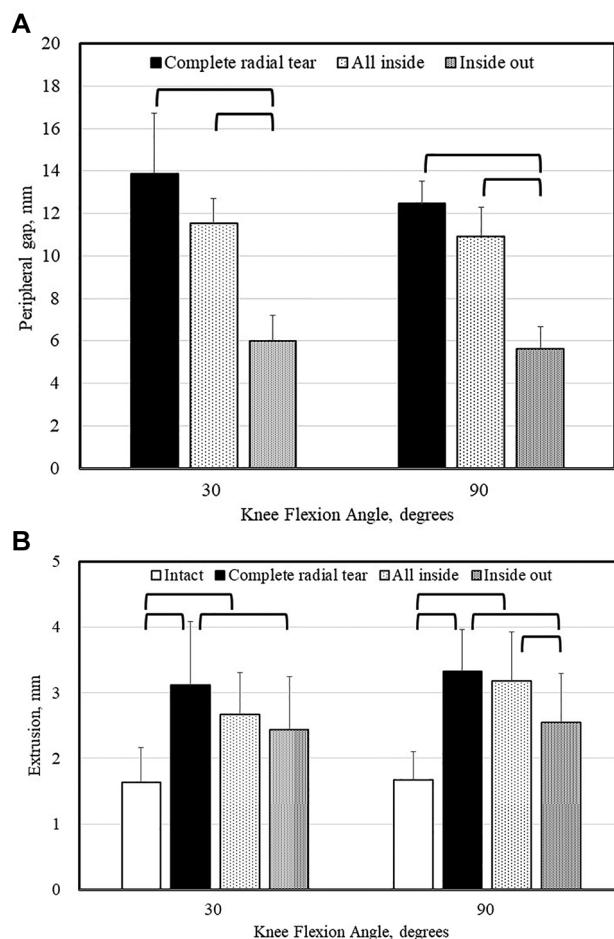 A
Complete radial tear All inside Inside out
20
18
16
14
12
10
8
6
4
2
0
Peripheral gap, mm
30 90
Knee Flexion Angle, degrees
B
Intact Complete radial tear All inside Inside out
5
4
3
2
1
0
Extrusion, mm
30 90
Knee Flexion Angle, degrees